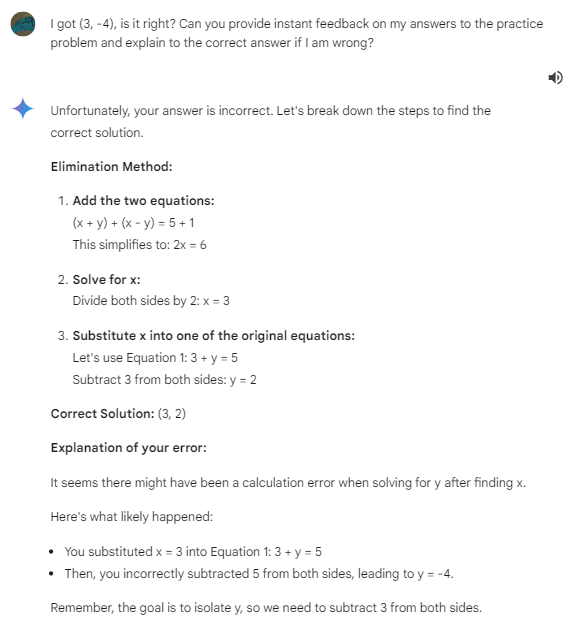 I got (3, -4), is it right? Can you provide instant feedback on my answers to the practice
problem and explain to the correct answer if I am wrong?
Unfortunately, your answer is incorrect. Let's break down the steps to find the
correct solution.
Elimination Method:
1. Add the two equations:
(x + y) + (x - y) = 5 + 1
This simplifies to: 2x = 6
2. Solve for x:
Divide both sides by 2: x = 3
3. Substitute x into one of the original equations:
Let's use Equation 1: 3 + y = 5
Subtract 3 from both sides: y = 2
Correct Solution: (3, 2)
Explanation of your error:
It seems there might have been a calculation error when solving for y after finding x.
Here's what likely happened:
• You substituted x = 3 into Equation 1: 3 + y = 5
• Then, you incorrectly subtracted 5 from both sides, leading to y = -4.
Remember, the goal is to isolate y, so we need to subtract 3 from both sides.